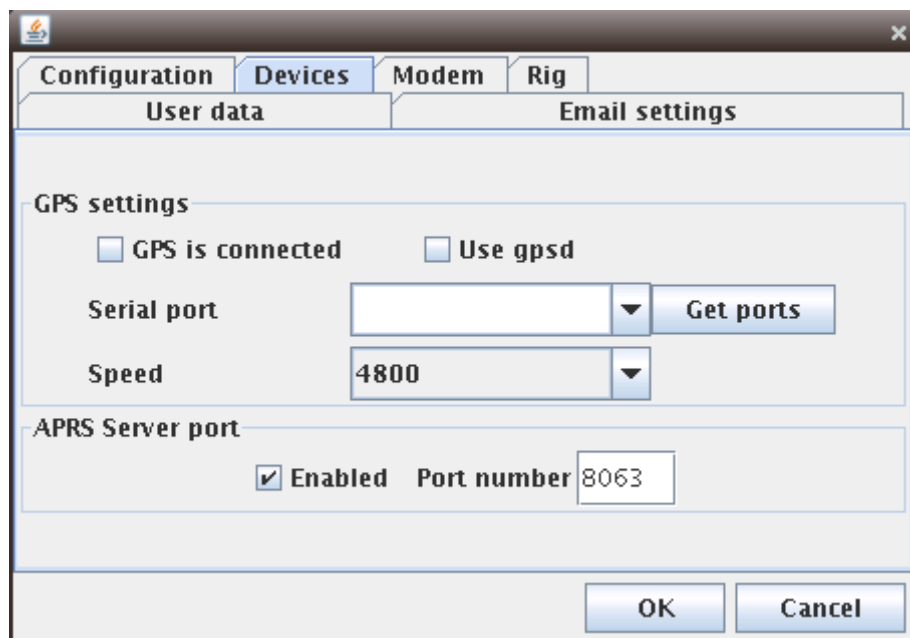 Configuration Devices Modem Rig
User data Email settings
GPS settings
GPS is connected Use gpsd
Serial port Get ports
Speed 4800
APRS Server port
Enabled Port number 8063
OK Cancel